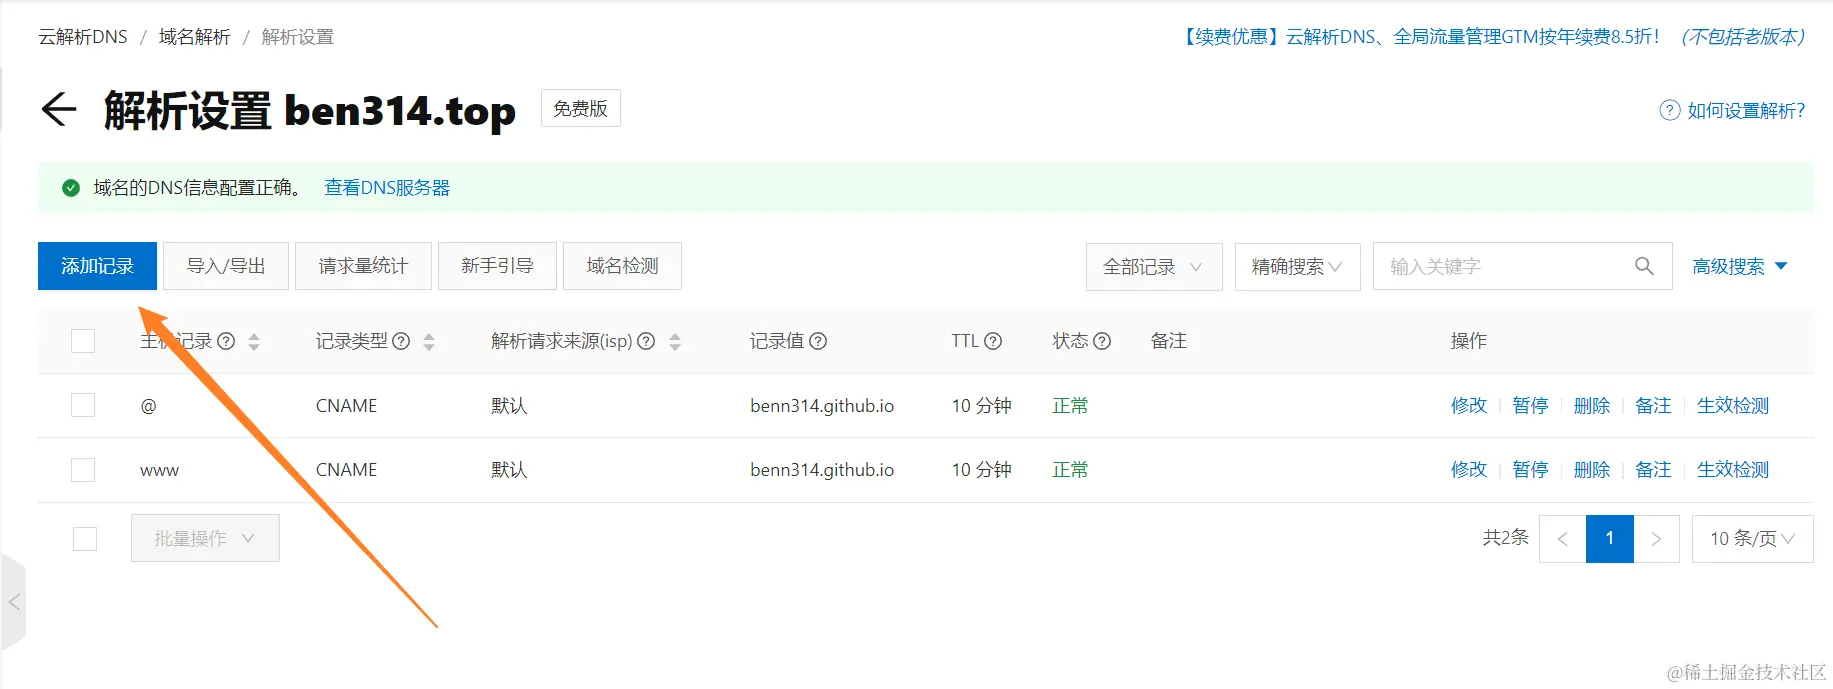 云解析DNS / 域名解析 / 解析设置
【续费优惠】云解析DNS、全局流量管理GTM按年续费8.5折! (不包括老版本)
解析设置 ben314.top 免费版
如何设置解析?
域名的DNS信息配置正确。 查看DNS服务器
添加记录 导入/导出 请求量统计 新手引导 域名检测 全部记录 精确搜索 输入关键字 高级搜索
主机记录 记录类型 解析请求来源(isp) 记录值 TTL 状态 备注 操作
@ CNAME 默认 benn314.github.io 10 分钟 正常 修改 暂停 删除 备注 生效检测
www CNAME 默认 benn314.github.io 10 分钟 正常 修改 暂停 删除 备注 生效检测
批量操作 共2条 < 1 > 10 条/页
@稀土掘金技术社区